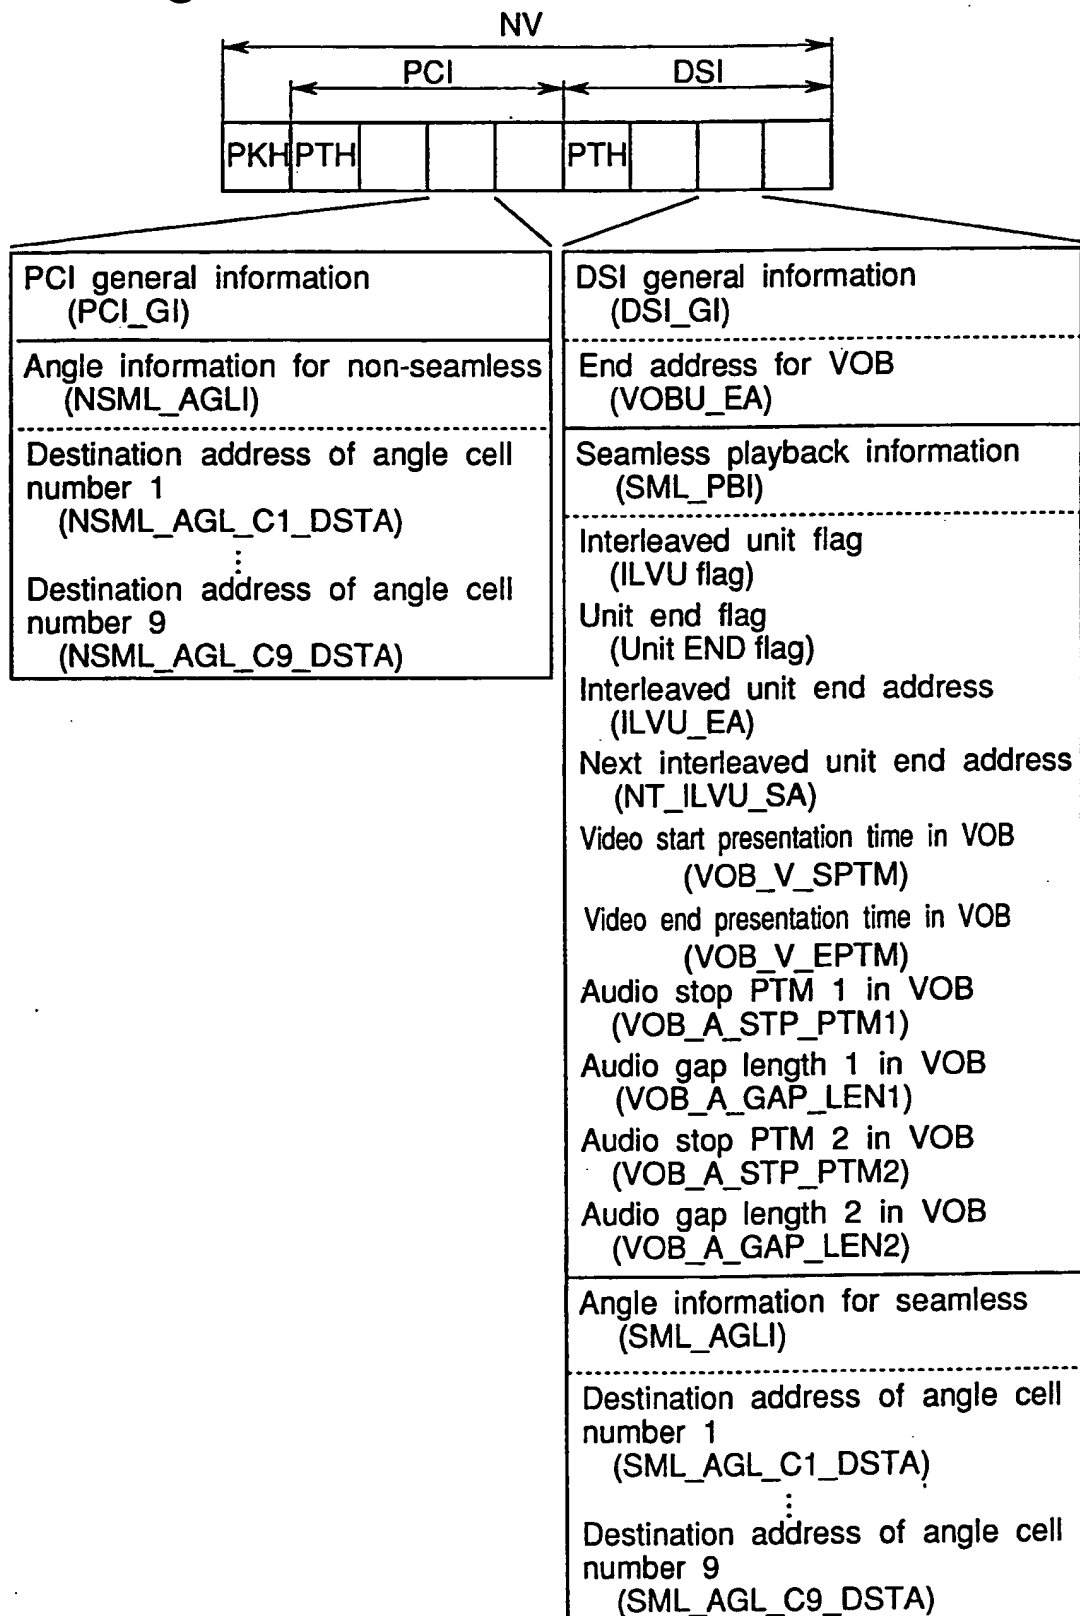 NV
PCI
DSI
PKH PTH PTH
PCI general information
(PCI_GI)
Angle information for non-seamless
(NSML_AGLI)
Destination address of angle cell
number 1
(NSML_AGL_C1_DSTA)
⋮
Destination address of angle cell
number 9
(NSML_AGL_C9_DSTA)
DSI general information
(DSI_GI)
End address for VOB
(VOBU_EA)
Seamless playback information
(SML_PBI)
Interleaved unit flag
(ILVU flag)
Unit end flag
(Unit END flag)
Interleaved unit end address
(ILVU_EA)
Next interleaved unit end address
(NT_ILVU_SA)
Video start presentation time in VOB
(VOB_V_SPTM)
Video end presentation time in VOB
(VOB_V_EPTM)
Audio stop PTM 1 in VOB
(VOB_A_STP_PTM1)
Audio gap length 1 in VOB
(VOB_A_GAP_LEN1)
Audio stop PTM 2 in VOB
(VOB_A_STP_PTM2)
Audio gap length 2 in VOB
(VOB_A_GAP_LEN2)
Angle information for seamless
(SML_AGLI)
Destination address of angle cell
number 1
(SML_AGL_C1_DSTA)
⋮
Destination address of angle cell
number 9
(SML_AGL_C9_DSTA)